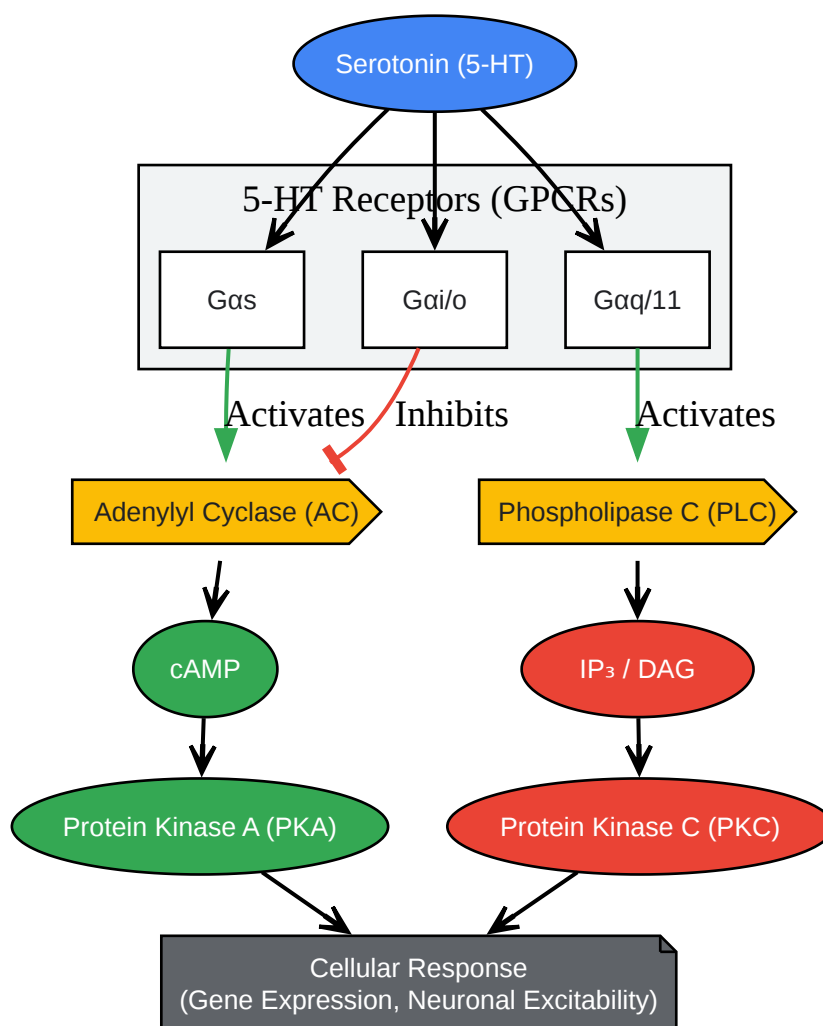 Serotonin (5-HT)
5-HT Receptors (GPCRs)
Gαs
Gαi/o
Gαq/11
Activates
Inhibits
Activates
Adenylyl Cyclase (AC)
Phospholipase C (PLC)
cAMP
IP₃ / DAG
Protein Kinase A (PKA)
Protein Kinase C (PKC)
Cellular Response
(Gene Expression, Neuronal Excitability)